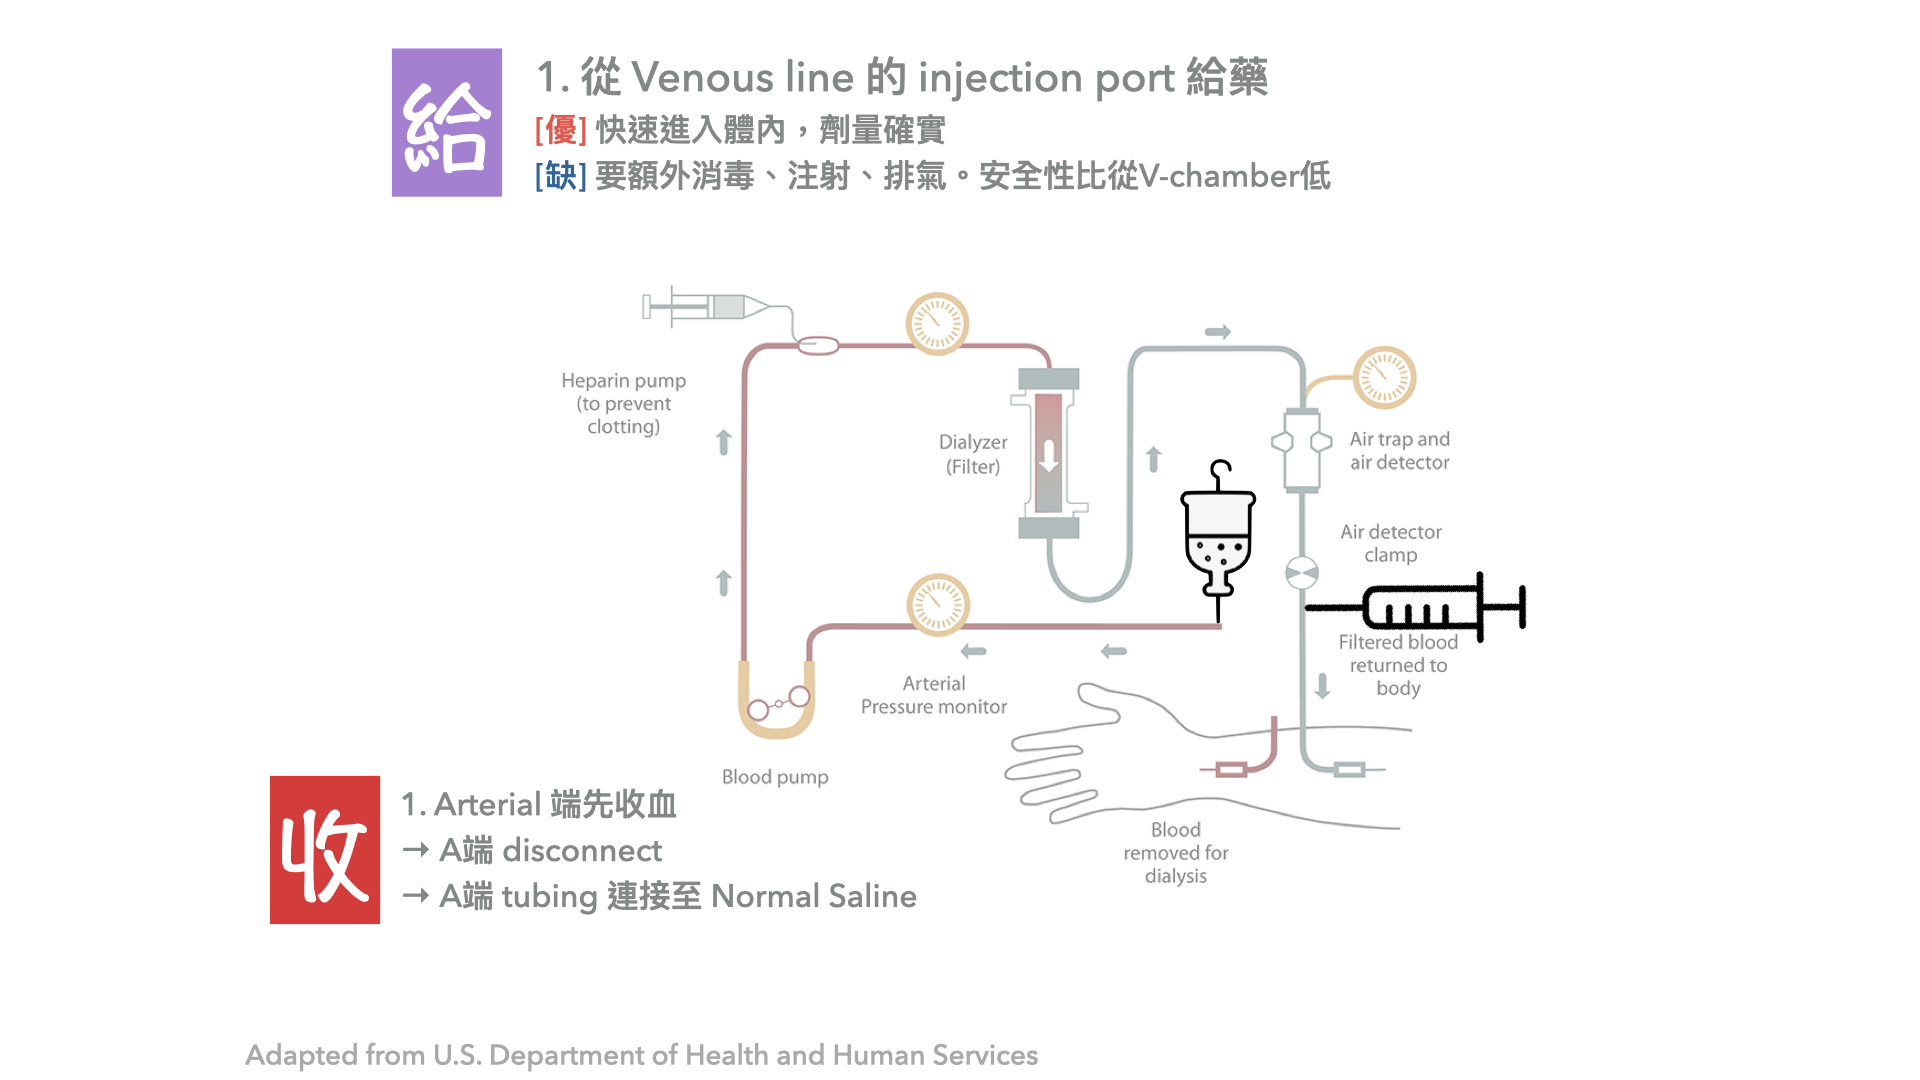 給
1. 從 Venous line 的 injection port 給藥
[優] 快速進入體內，劑量確實
[缺] 要額外消毒、注射、排氣。安全性比從V-chamber低
Heparin pump
(to prevent
clotting)
Dialyzer
(Filter)
Air trap and
air detector
Air detector
clamp
Filtered blood
returned to
body
Arterial
Pressure monitor
Blood pump
Blood
removed for
dialysis
收
1. Arterial 端先收血
→ A端 disconnect
→ A端 tubing 連接至 Normal Saline
Adapted from U.S. Department of Health and Human Services